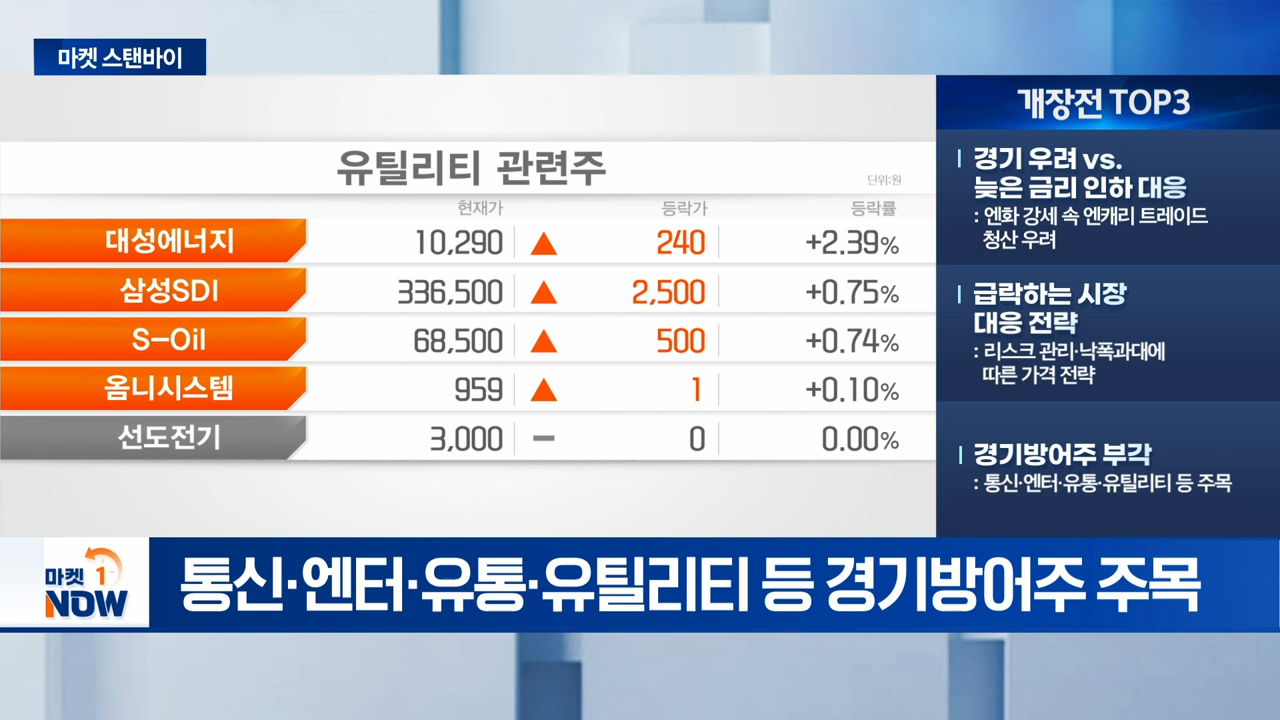 마켓 스탠바이
유틸리티 관련주
단위:원
현재가 등락가 등락률
대성에너지 10,290 ▲ 240 +2.39%
삼성SDI 336,500 ▲ 2,500 +0.75%
S-Oil 68,500 ▲ 500 +0.74%
옴니시스템 959 ▲ 1 +0.10%
선도전기 3,000 - 0 0.00%
개장전 TOP3
경기 우려 vs.
늦은 금리 인하 대응
: 엔화 강세 속 엔캐리 트레이드
청산 우려
급락하는 시장
대응 전략
: 리스크 관리·낙폭과대에
따른 가격 전략
경기방어주 부각
: 통신·엔터·유통·유틸리티 등 주목
마켓 1
NOW
통신·엔터·유통·유틸리티 등 경기방어주 주목